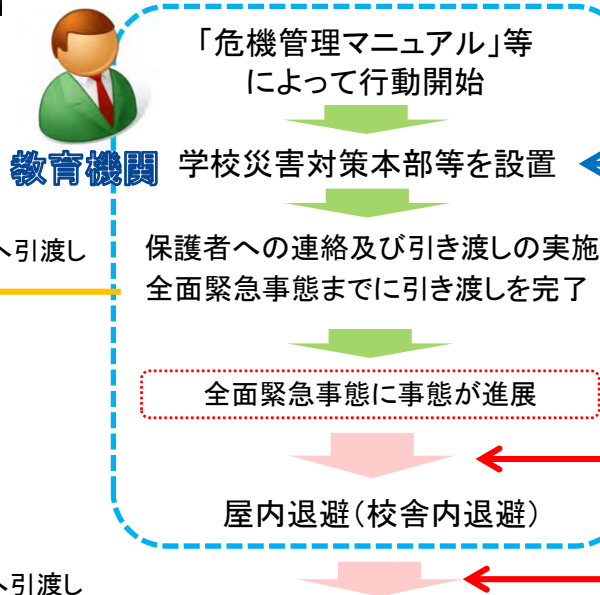 「危機管理マニュアル」等
によって行動開始
教育機関
学校災害対策本部等を設置
へ引渡し
保護者への連絡及び引き渡しの実施
全面緊急事態までに引き渡しを完了
全面緊急事態に事態が進展
屋内退避(校舎内退避)
へ引渡し